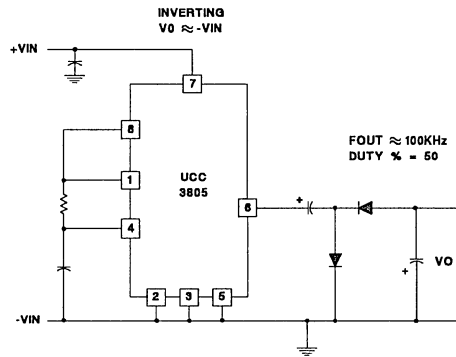 INVERTING
V0 ≈ -VIN
+VIN
7
8
FOUT ≈ 100KHz
DUTY % = 50
UCC
3805
1
6
4
+
VO
+
2 3 5
-VIN